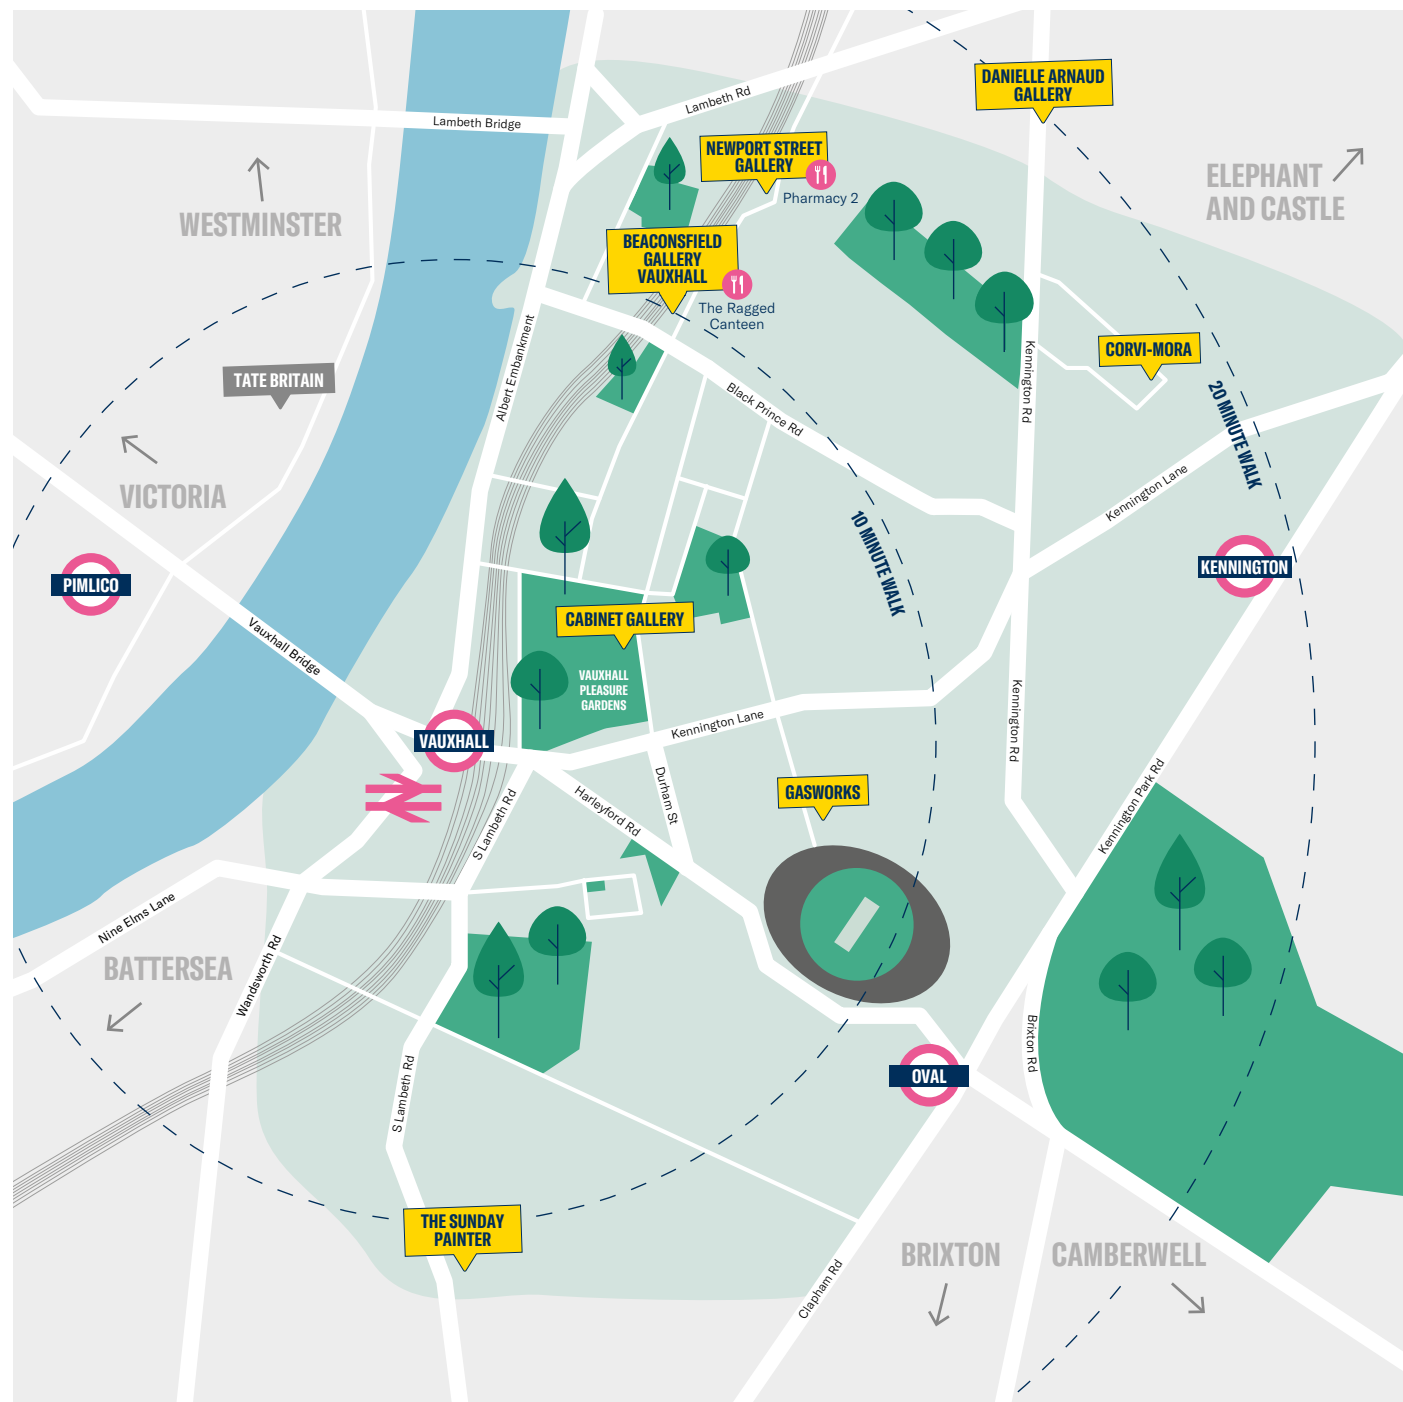 DANIELLE ARNAUD
GALLERY
Lambeth Rd
Lambeth Bridge
NEWPORT STREET
GALLERY
Pharmacy 2
ELEPHANT
AND CASTLE
WESTMINSTER
BEACONSFIELD
GALLERY
VAUXHALL
The Ragged
Canteen
CORVI-MORA
TATE BRITAIN
Albert Embankment
Black Prince Rd
Kennington Rd
20 MINUTE WALK
VICTORIA
Kennington Lane
10 MINUTE WALK
PIMLICO
KENNINGTON
CABINET GALLERY
Vauxhall Bridge
VAUXHALL
PLEASURE
GARDENS
Kennington Lane
Kennington Rd
VAUXHALL
Durham St
GASWORKS
S Lambeth Rd
Harleyford Rd
Kennington Park Rd
Nine Elms Lane
BATTERSEA
Wandsworth Rd
Brixton Rd
OVAL
S Lambeth Rd
THE SUNDAY
PAINTER
BRIXTON
CAMBERWELL
Clapham Rd